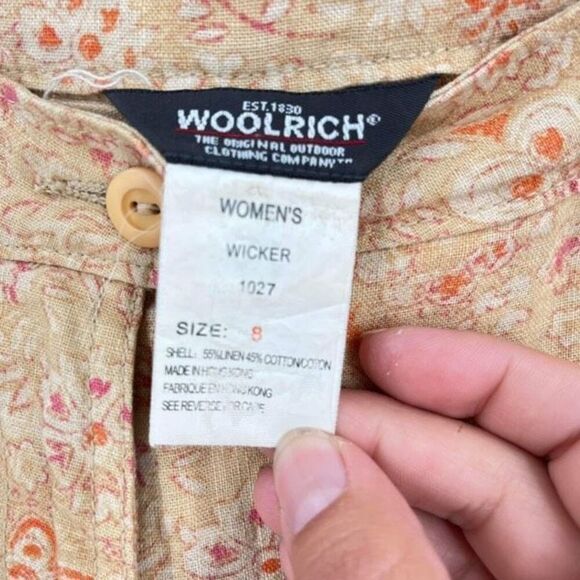 EST.1830
WOOLRICH®
THE ORIGINAL OUTDOOR
CLOTHING COMPANY™
WOMEN'S
WICKER
1027
SIZE: 8
SHELL: 55%LINEN 45% COTTON/COTON
MADE IN HONG KONG
FABRIQUE EN HONG KONG
SEE REVERSE FOR CARE